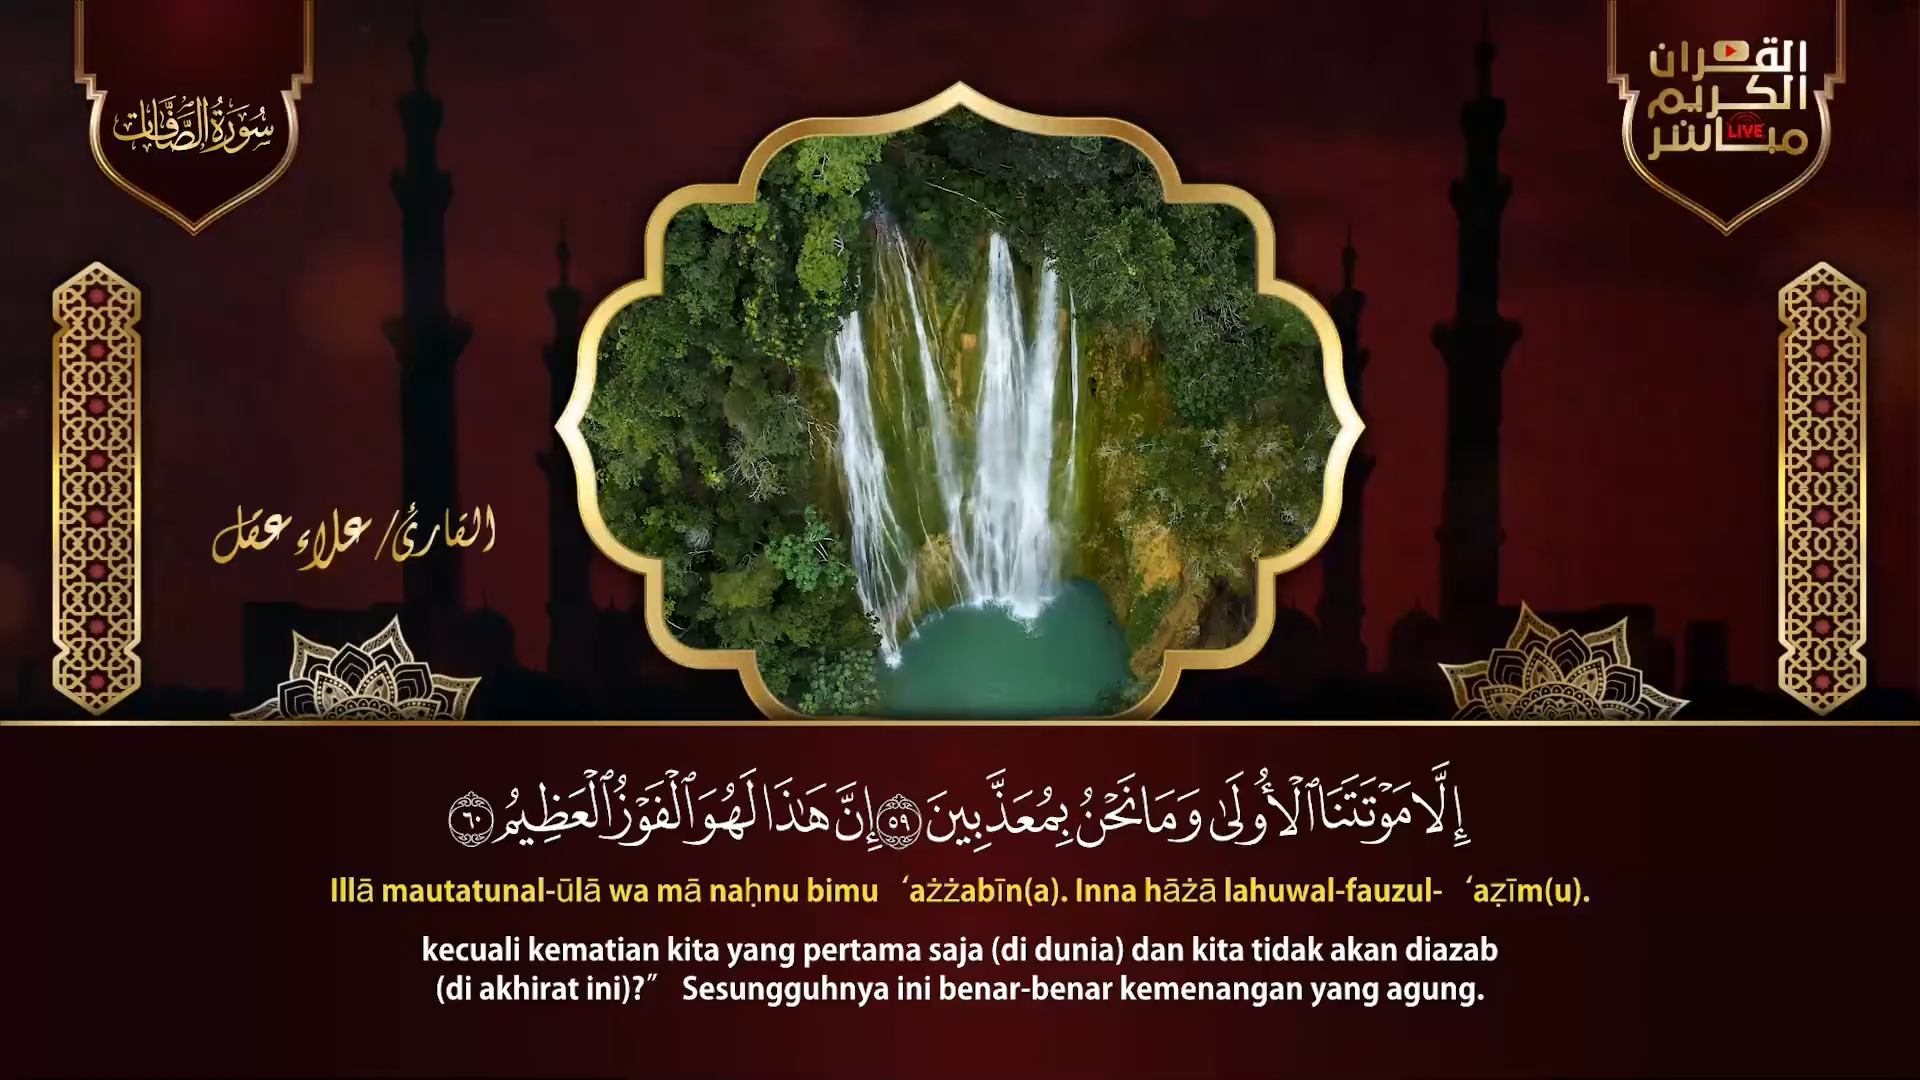 سُورَةُ الصَّافَّات
القرآن
الكريم
مباشر
LIVE
القارئ/ علاء عقل
إِلَّا مَوْتَتَنَا ٱلْأُولَىٰ وَمَا نَحْنُ بِمُعَذَّبِينَ ٥٩ إِنَّ هَٰذَا لَهُوَ ٱلْفَوْزُ ٱلْعَظِيمُ ٦٠
Illā mautatunal-ūlā wa mā naḥnu bimu ‘ażżabīn(a). Inna hāżā lahuwal-fauzul- ‘aẓīm(u).
kecuali kematian kita yang pertama saja (di dunia) dan kita tidak akan diazab
(di akhirat ini)?” Sesungguhnya ini benar-benar kemenangan yang agung.